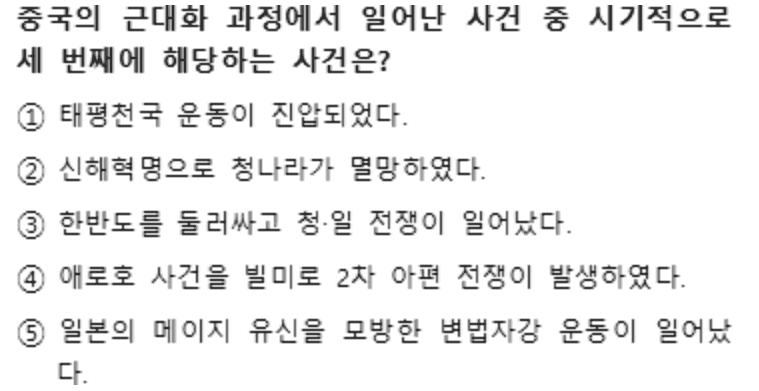 중국의 근대화 과정에서 일어난 사건 중 시기적으로
세 번째에 해당하는 사건은?
① 태평천국 운동이 진압되었다.
② 신해혁명으로 청나라가 멸망하였다.
③ 한반도를 둘러싸고 청·일 전쟁이 일어났다.
④ 애로호 사건을 빌미로 2차 아편 전쟁이 발생하였다.
⑤ 일본의 메이지 유신을 모방한 변법자강 운동이 일어났
다.